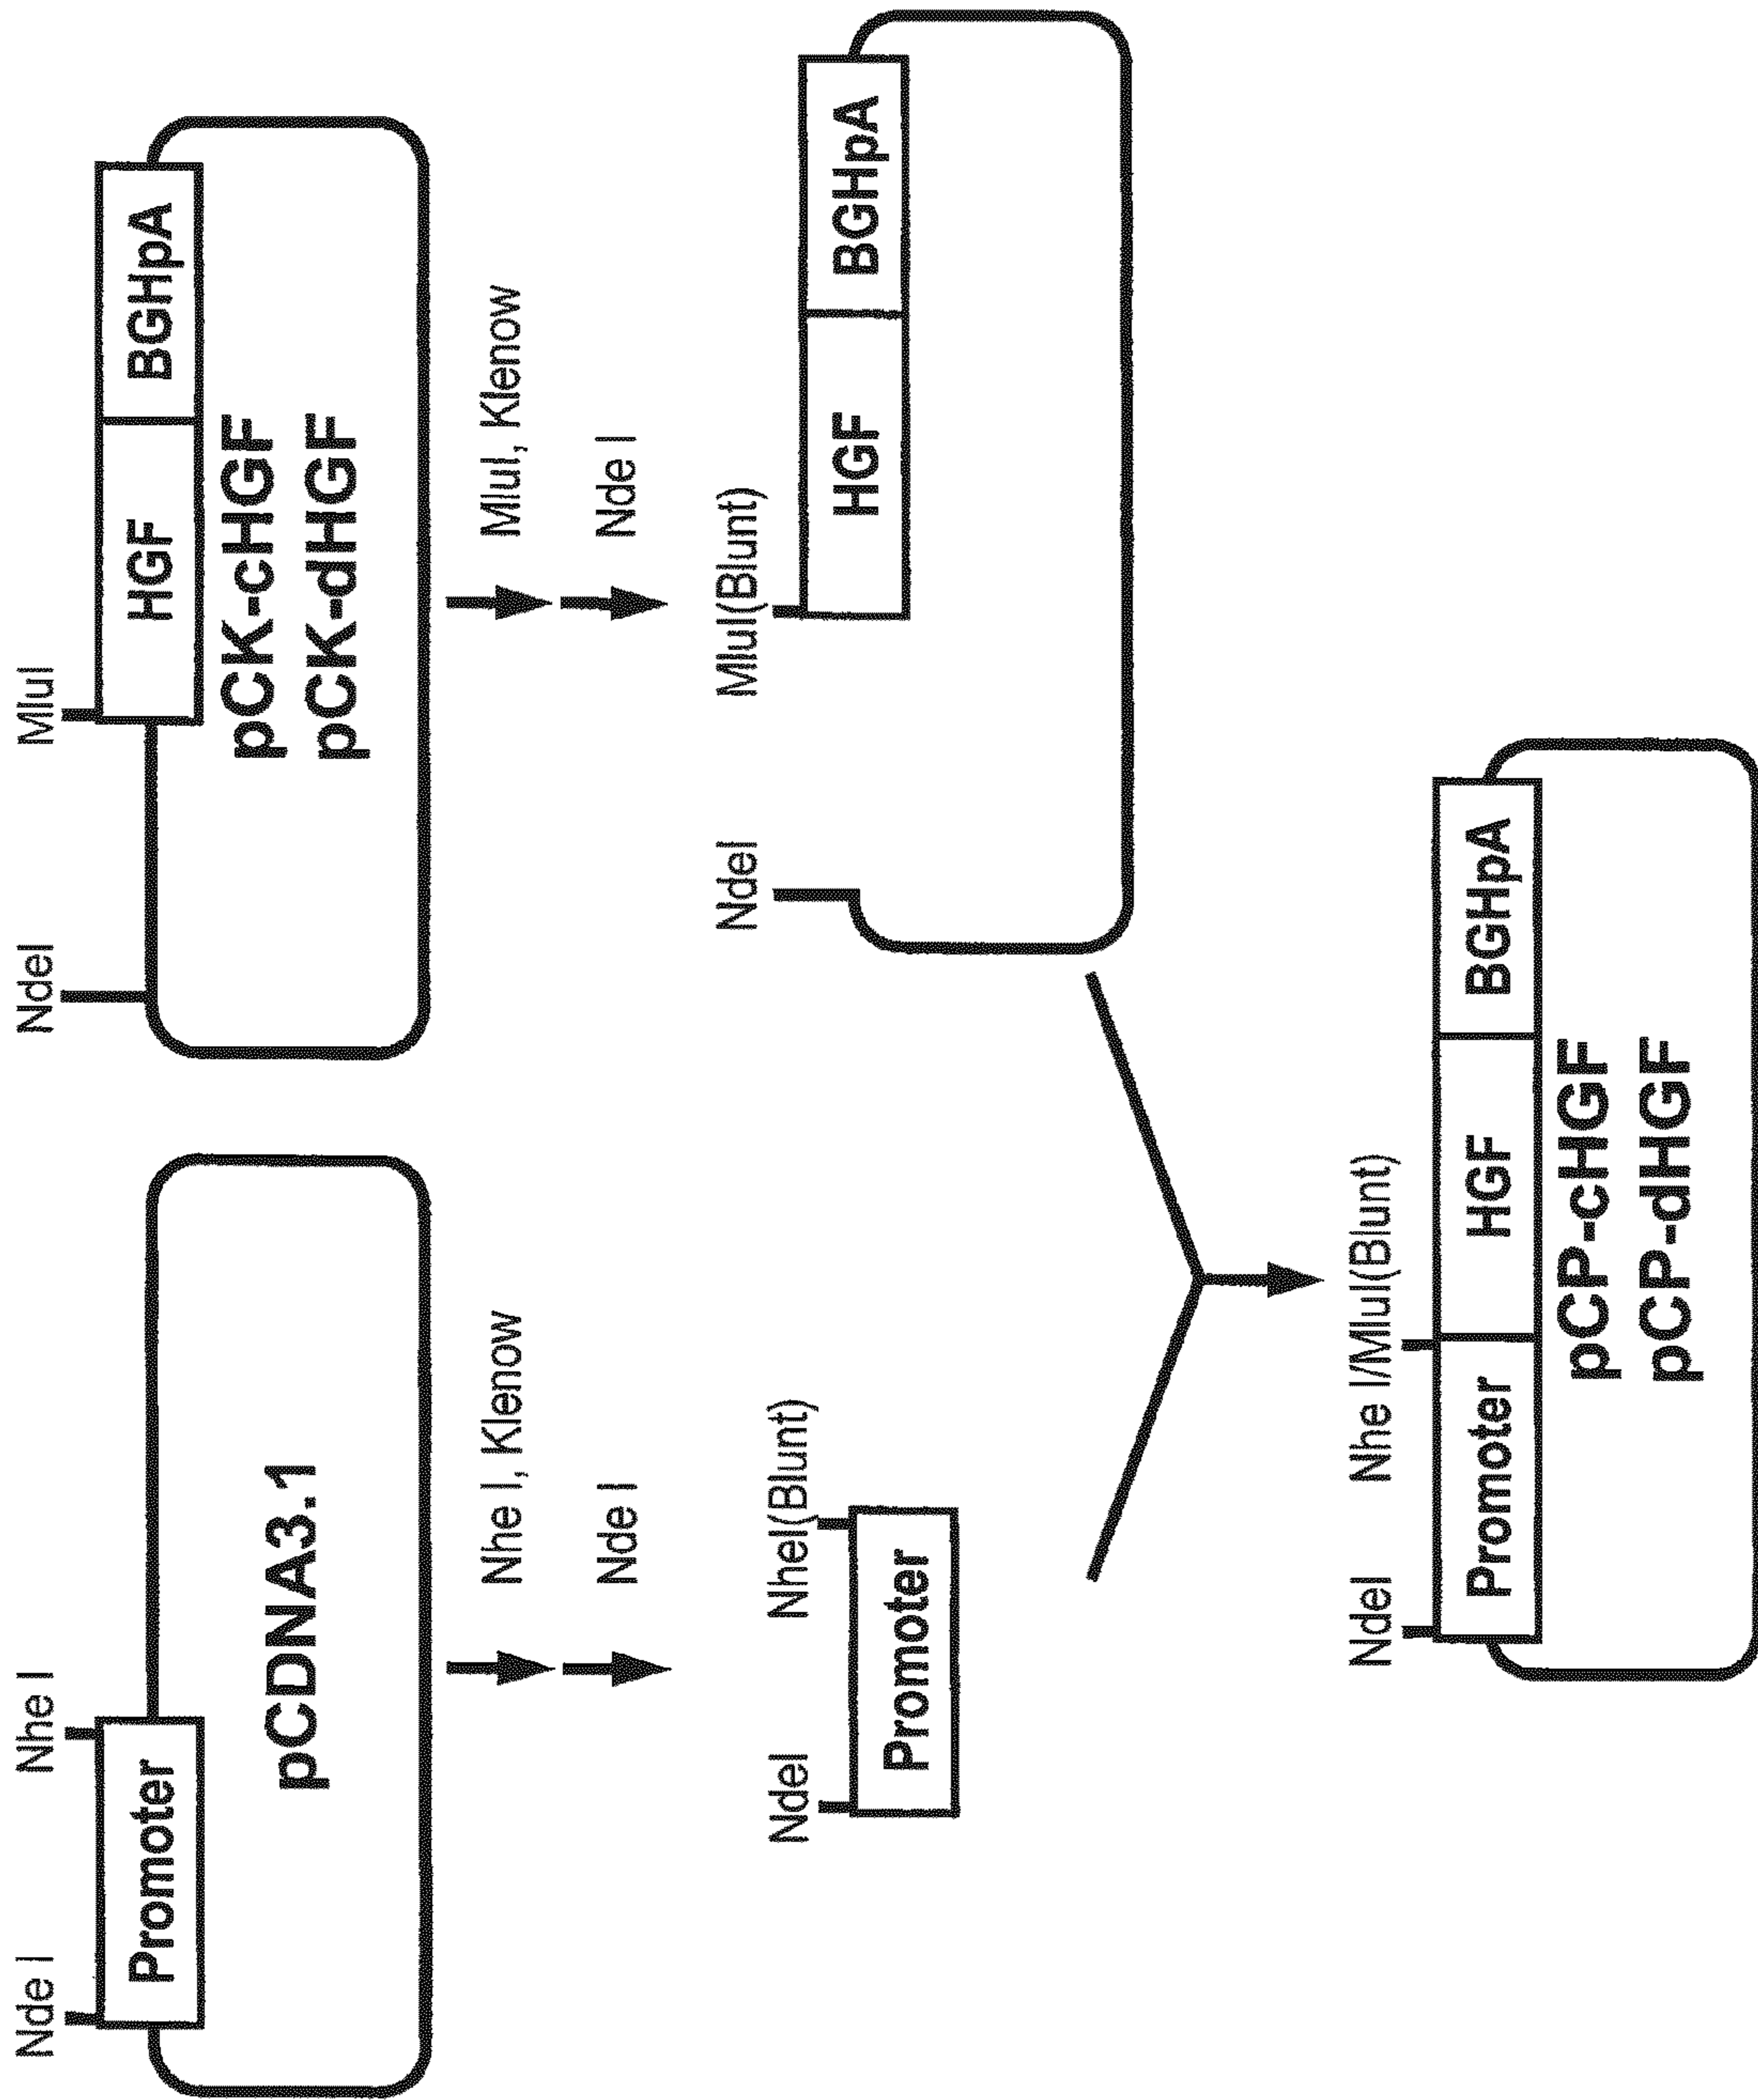 Nde I
Nhe I
Promoter
pCDNA3.1
Nhe I, Klenow
Nde I
NdeI
NheI(Blunt)
Promoter
NdeI
MluI
HGF
BGHpA
pCK-cHGF
pCK-dHGF
MluI, Klenow
Nde I
NdeI
MluI(Blunt)
HGF
BGHpA
NdeI
Nhe I/MluI(Blunt)
Promoter
HGF
BGHpA
pCP-cHGF
pCP-dHGF